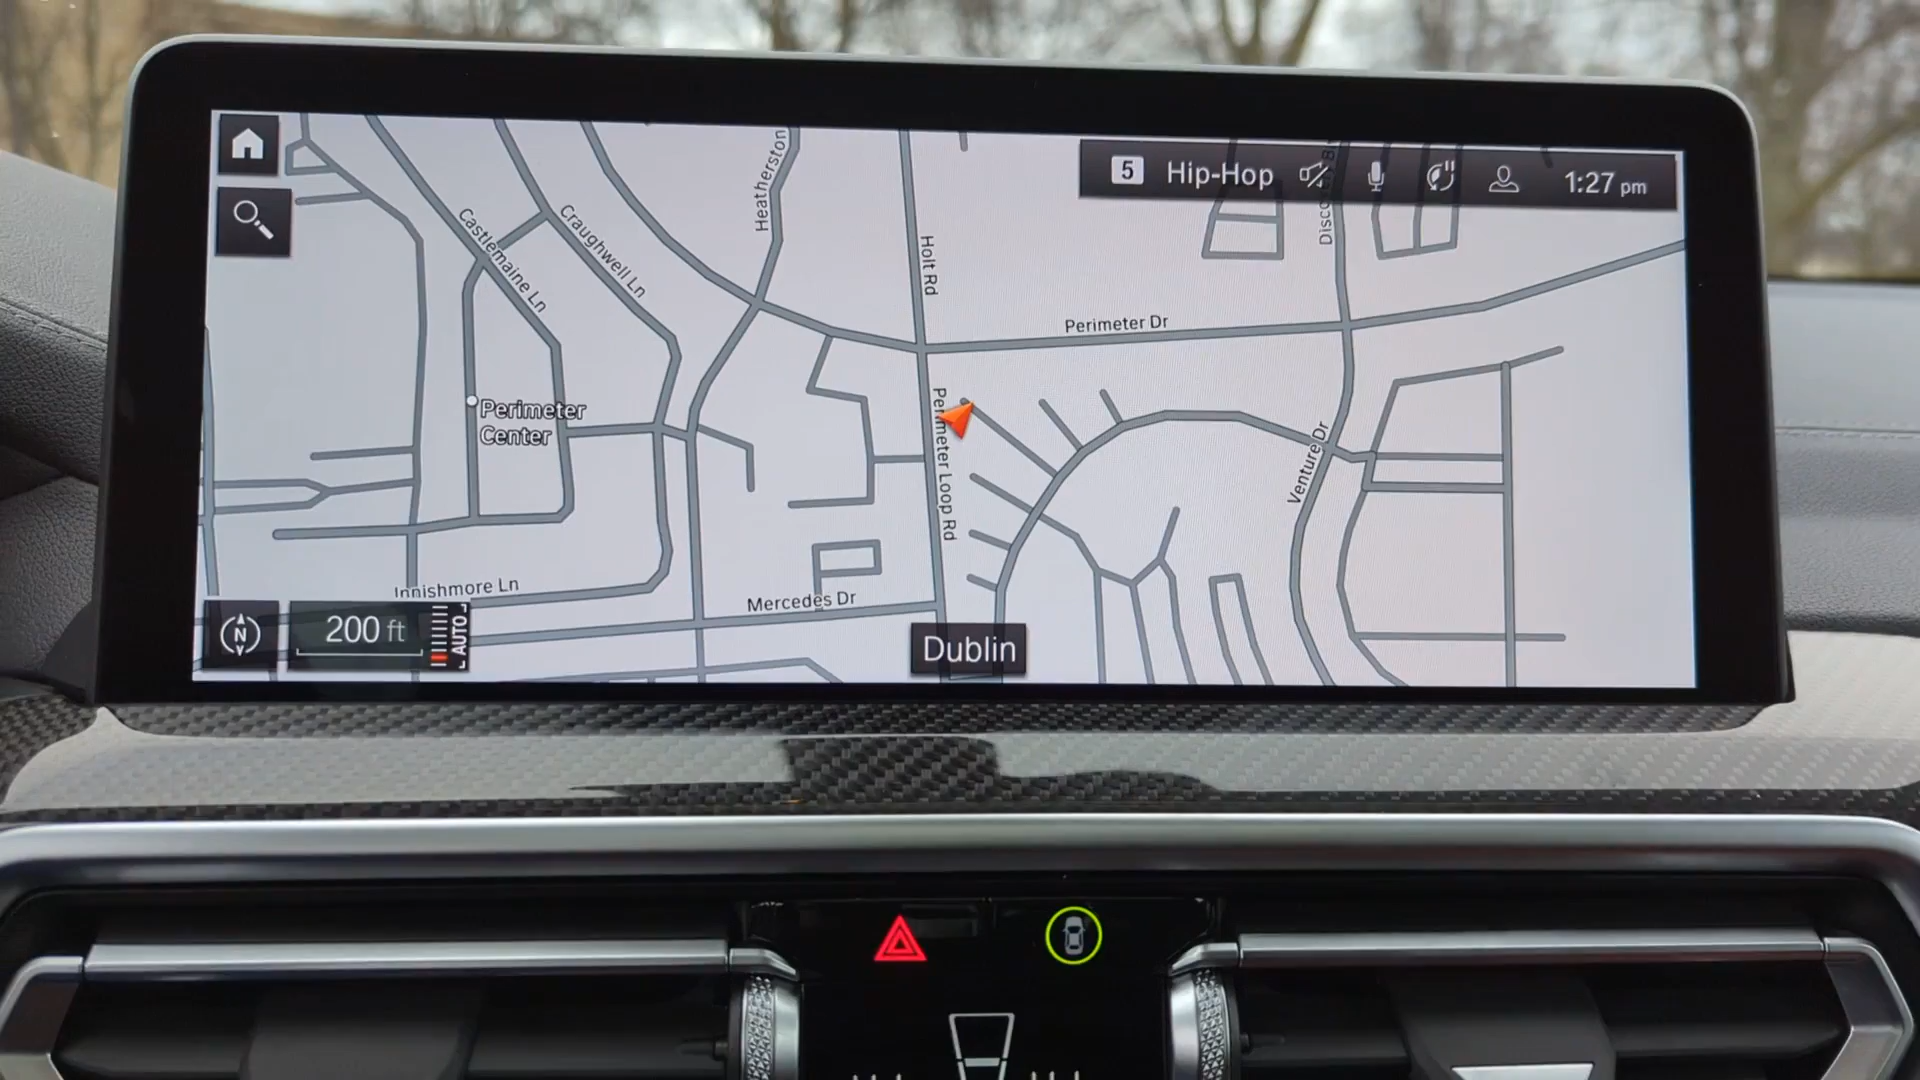 5 Hip-Hop 1:27 pm
Heatherston
Castlemaine Ln
Craughwell Ln
Holt Rd
Perimeter Dr
Perimeter
Center
Perimeter Loop Rd
Venture Dr
Innishmore Ln
Mercedes Dr
N
200 ft
AUTO
Dublin